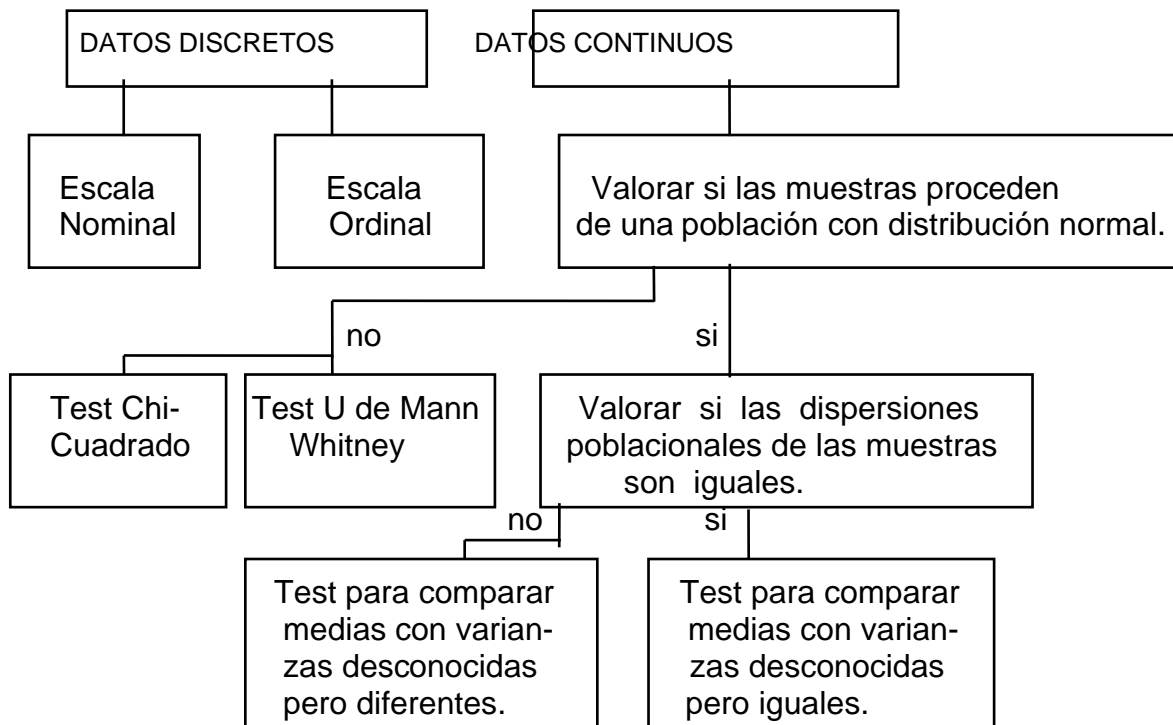 DATOS DISCRETOS
DATOS CONTINUOS
Escala
Nominal
Escala
Ordinal
Valorar si las muestras proceden
de una población con distribución normal.
no
si
Test Chi-
Cuadrado
Test U de Mann
Whitney
Valorar si las dispersiones
poblacionales de las muestras
son iguales.
no
si
Test para comparar
medias con varian-
zas desconocidas
pero diferentes.
Test para comparar
medias con varian-
zas desconocidas
pero iguales.